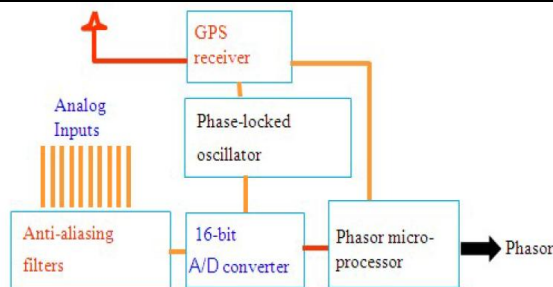 GPS
receiver
Analog
Inputs
Phase-locked
oscillator
Anti-aliasing
filters
16-bit
A/D converter
Phasor micro-
processor
Phasor